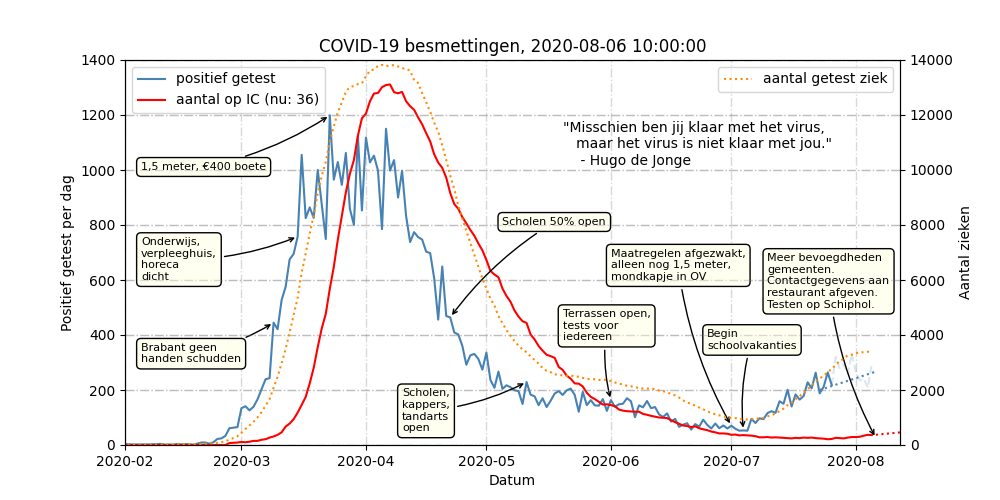 COVID-19 besmettingen, 2020-08-06 10:00:00
positief getest
aantal op IC (nu: 36)
aantal getest ziek
"Misschien ben jij klaar met het virus,
maar het virus is niet klaar met jou."
- Hugo de Jonge
1,5 meter, €400 boete
Onderwijs,
verpleeghuis,
horeca
dicht
Brabant geen
handen schudden
Scholen 50% open
Scholen,
kappers,
tandarts
open
Terrassen open,
tests voor
iedereen
Maatregelen afgezwakt,
alleen nog 1,5 meter,
mondkapje in OV
Begin
schoolvakanties
Meer bevoegdheden
gemeenten.
Contactgegevens aan
restaurant afgeven.
Testen op Schiphol.
Positief getest per dag
1400
1200
1000
800
600
400
200
0
Aantal zieken
14000
12000
10000
8000
6000
4000
2000
0
2020-02
2020-03
2020-04
2020-05
2020-06
2020-07
2020-08
Datum